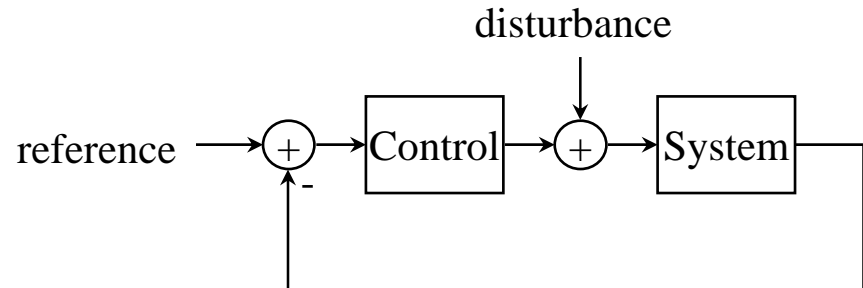 disturbance
reference + Control + System
-